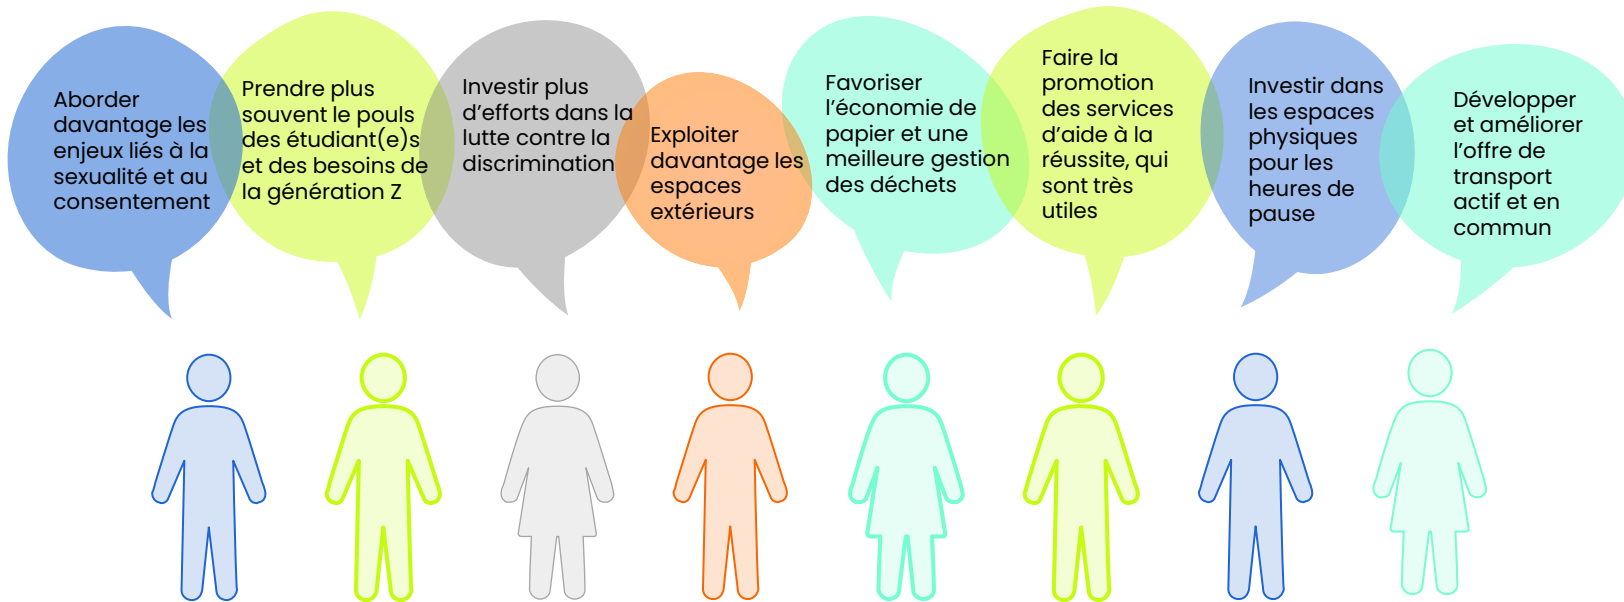 Aborder
davantage les
enjeux liés à la
sexualité et au
consentement
Prendre plus
souvent le pouls
des étudiant(e)s
et des besoins de
la génération Z
Investir plus
d'efforts dans la
lutte contre la
discrimination
Exploiter
davantage les
espaces
extérieurs
Favoriser
l'économie de
papier et une
meilleure gestion
des déchets
Faire la
promotion
des services
d'aide à la
réussite, qui
sont très
utiles
Investir dans
les espaces
physiques
pour les
heures de
pause
Développer
et améliorer
l'offre de
transport
actif et en
commun